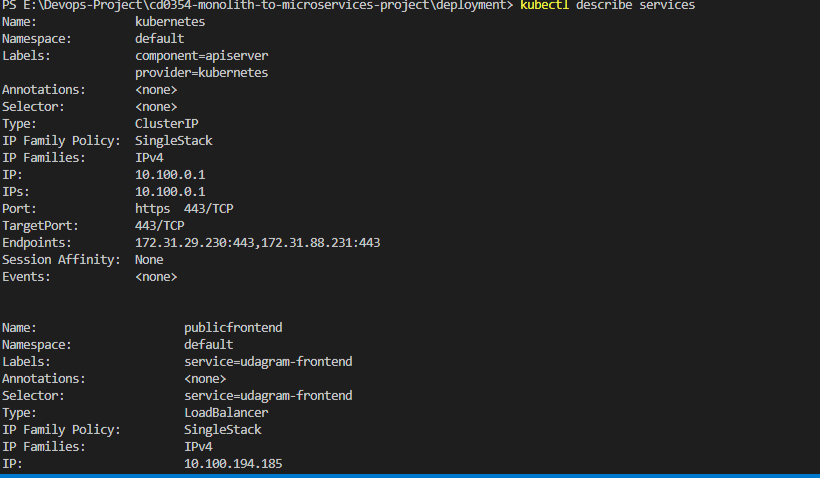 PS E:\Devops-Project\cd0354-monolith-to-microservices-project\deployment> kubectl describe services
Name:              kubernetes
Namespace:         default
Labels:            component=apiserver
                   provider=kubernetes
Annotations:       <none>
Selector:          <none>
Type:              ClusterIP
IP Family Policy:  SingleStack
IP Families:       IPv4
IP:                10.100.0.1
IPs:               10.100.0.1
Port:              https  443/TCP
TargetPort:        443/TCP
Endpoints:         172.31.29.230:443,172.31.88.231:443
Session Affinity:  None
Events:            <none>
Name:                     publicfrontend
Namespace:                default
Labels:                   service=udagram-frontend
Annotations:              <none>
Selector:                 service=udagram-frontend
Type:                     LoadBalancer
IP Family Policy:         SingleStack
IP Families:              IPv4
IP:                       10.100.194.185